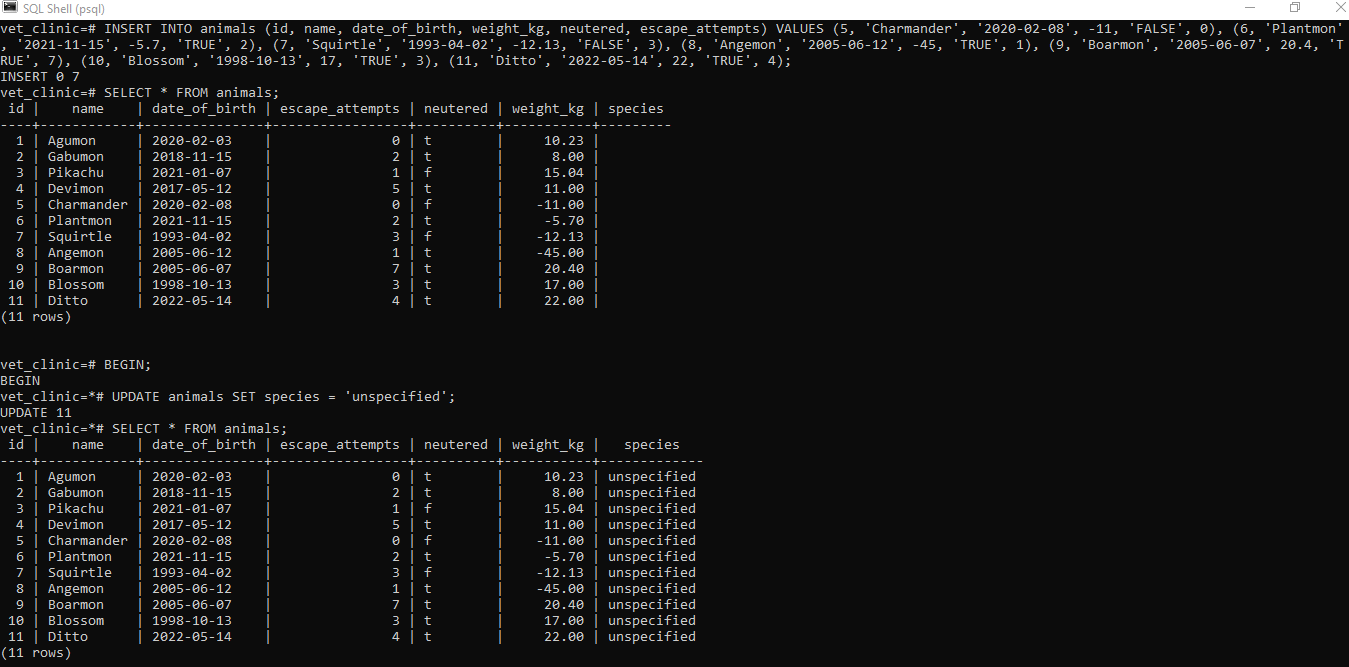 SQL Shell (psql)
vet_clinic=# INSERT INTO animals (id, name, date_of_birth, weight_kg, neutered, escape_attempts) VALUES (5, 'Charmander', '2020-02-08', -11, 'FALSE', 0), (6, 'Plantmon'
, '2021-11-15', -5.7, 'TRUE', 2), (7, 'Squirtle', '1993-04-02', -12.13, 'FALSE', 3), (8, 'Angemon', '2005-06-12', -45, 'TRUE', 1), (9, 'Boarmon', '2005-06-07', 20.4, 'T
RUE', 7), (10, 'Blossom', '1998-10-13', 17, 'TRUE', 3), (11, 'Ditto', '2022-05-14', 22, 'TRUE', 4);
INSERT 0 7
vet_clinic=# SELECT * FROM animals;
 id |    name    | date_of_birth | escape_attempts | neutered | weight_kg | species
----+------------+---------------+-----------------+----------+-----------+---------
  1 | Agumon     | 2020-02-03    |               0 | t        |     10.23 |
  2 | Gabumon    | 2018-11-15    |               2 | t        |      8.00 |
  3 | Pikachu    | 2021-01-07    |               1 | f        |     15.04 |
  4 | Devimon    | 2017-05-12    |               5 | t        |     11.00 |
  5 | Charmander | 2020-02-08    |               0 | f        |    -11.00 |
  6 | Plantmon   | 2021-11-15    |               2 | t        |     -5.70 |
  7 | Squirtle   | 1993-04-02    |               3 | f        |    -12.13 |
  8 | Angemon    | 2005-06-12    |               1 | t        |    -45.00 |
  9 | Boarmon    | 2005-06-07    |               7 | t        |     20.40 |
 10 | Blossom    | 1998-10-13    |               3 | t        |     17.00 |
 11 | Ditto      | 2022-05-14    |               4 | t        |     22.00 |
(11 rows)
vet_clinic=# BEGIN;
BEGIN
vet_clinic=*# UPDATE animals SET species = 'unspecified';
UPDATE 11
vet_clinic=*# SELECT * FROM animals;
 id |    name    | date_of_birth | escape_attempts | neutered | weight_kg |   species
----+------------+---------------+-----------------+----------+-----------+-------------
  1 | Agumon     | 2020-02-03    |               0 | t        |     10.23 | unspecified
  2 | Gabumon    | 2018-11-15    |               2 | t        |      8.00 | unspecified
  3 | Pikachu    | 2021-01-07    |               1 | f        |     15.04 | unspecified
  4 | Devimon    | 2017-05-12    |               5 | t        |     11.00 | unspecified
  5 | Charmander | 2020-02-08    |               0 | f        |    -11.00 | unspecified
  6 | Plantmon   | 2021-11-15    |               2 | t        |     -5.70 | unspecified
  7 | Squirtle   | 1993-04-02    |               3 | f        |    -12.13 | unspecified
  8 | Angemon    | 2005-06-12    |               1 | t        |    -45.00 | unspecified
  9 | Boarmon    | 2005-06-07    |               7 | t        |     20.40 | unspecified
 10 | Blossom    | 1998-10-13    |               3 | t        |     17.00 | unspecified
 11 | Ditto      | 2022-05-14    |               4 | t        |     22.00 | unspecified
(11 rows)